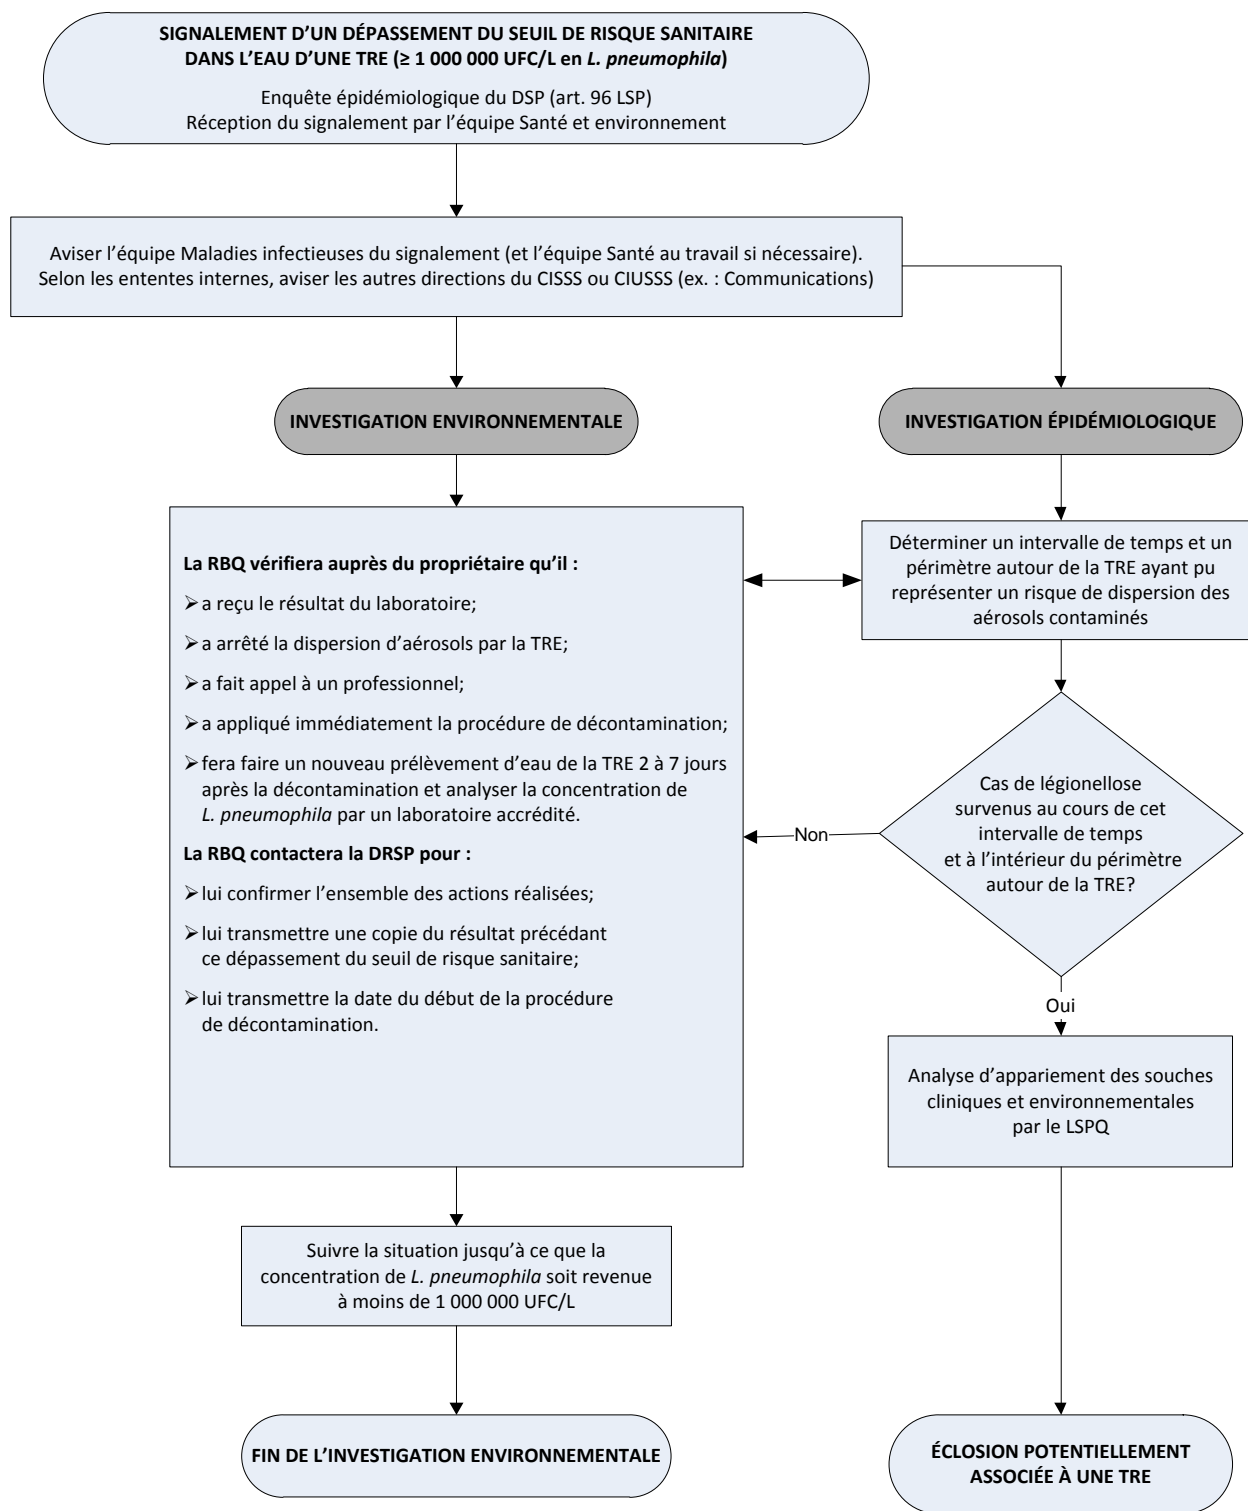 SIGNALEMENT D’UN DÉPASSEMENT DU SEUIL DE RISQUE SANITAIRE
DANS L’EAU D’UNE TRE (≥ 1 000 000 UFC/L en L. pneumophila)
Enquête épidémiologique du DSP (art. 96 LSP)
Réception du signalement par l’équipe Santé et environnement
Aviser l’équipe Maladies infectieuses du signalement (et l’équipe Santé au travail si nécessaire).
Selon les ententes internes, aviser les autres directions du CISSS ou CIUSSS (ex. : Communications)
INVESTIGATION ENVIRONNEMENTALE
La RBQ vérifiera auprès du propriétaire qu’il :
➢ a reçu le résultat du laboratoire;
➢ a arrêté la dispersion d’aérosols par la TRE;
➢ a fait appel à un professionnel;
➢ a appliqué immédiatement la procédure de décontamination;
➢ fera faire un nouveau prélèvement d’eau de la TRE 2 à 7 jours
après la décontamination et analyser la concentration de
L. pneumophila par un laboratoire accrédité.
La RBQ contactera la DRSP pour :
➢ lui confirmer l’ensemble des actions réalisées;
➢ lui transmettre une copie du résultat précédant
ce dépassement du seuil de risque sanitaire;
➢ lui transmettre la date du début de la procédure
de décontamination.
Suivre la situation jusqu’à ce que la
concentration de L. pneumophila soit revenue
à moins de 1 000 000 UFC/L
FIN DE L’INVESTIGATION ENVIRONNEMENTALE
INVESTIGATION ÉPIDÉMIOLOGIQUE
Déterminer un intervalle de temps et un
périmètre autour de la TRE ayant pu
représenter un risque de dispersion des
aérosols contaminés
Cas de légionellose
survenus au cours de cet
intervalle de temps
et à l’intérieur du périmètre
autour de la TRE?
Non
Oui
Analyse d’appariement des souches
cliniques et environnementales
par le LSPQ
ÉCLOSION POTENTIELLEMENT
ASSOCIÉE À UNE TRE